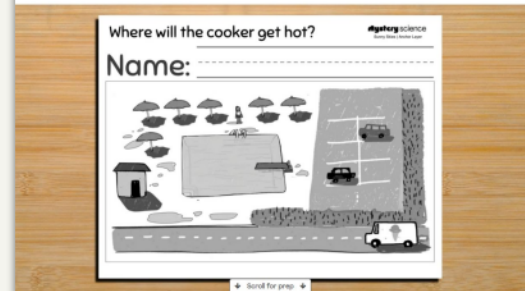 Where will the cooker get hot?
mystery science
Name:
Scroll for prep